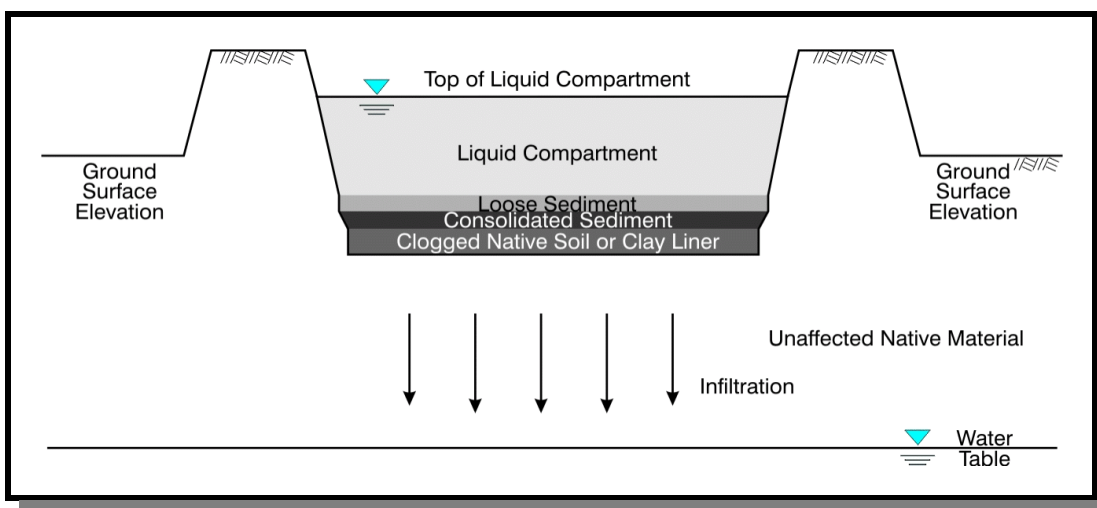 Top of Liquid Compartment
Liquid Compartment
Ground
Surface
Elevation
Ground
Surface
Elevation
Loose Sediment
Consolidated Sediment
Clogged Native Soil or Clay Liner
Unaffected Native Material
Infiltration
Water
Table